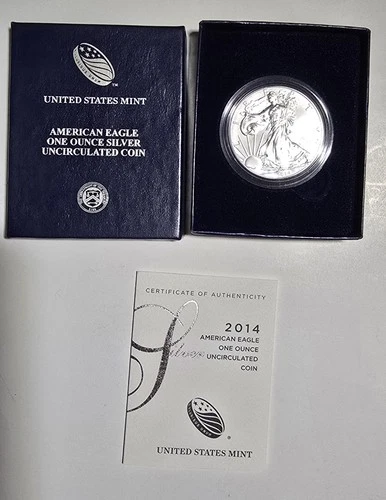 UNITED STATES MINT
AMERICAN EAGLE
ONE OUNCE SILVER
UNCIRCULATED COIN
CERTIFICATE OF AUTHENTICITY
2014
AMERICAN EAGLE
Silver
ONE OUNCE
UNCIRCULATED
COIN
UNITED STATES MINT